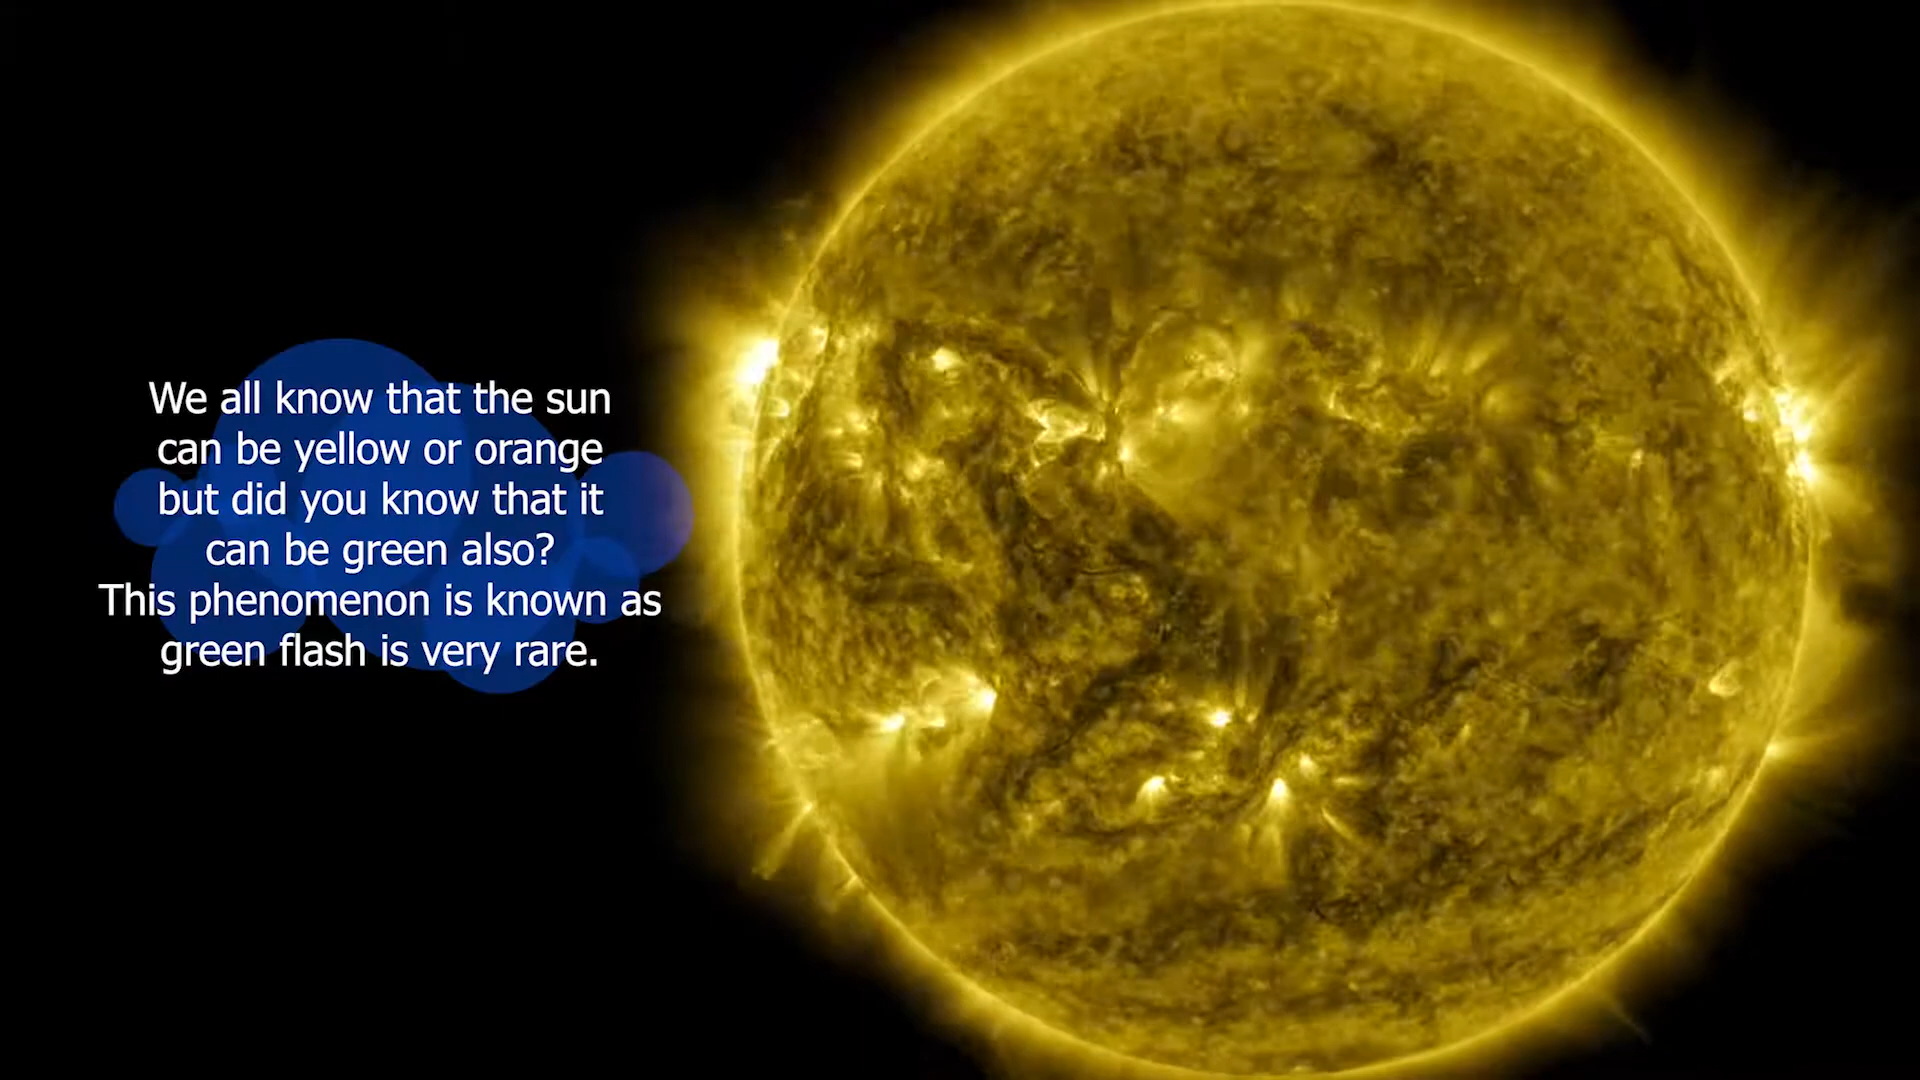 We all know that the sun
can be yellow or orange
but did you know that it
can be green also?
This phenomenon is known as
green flash is very rare.